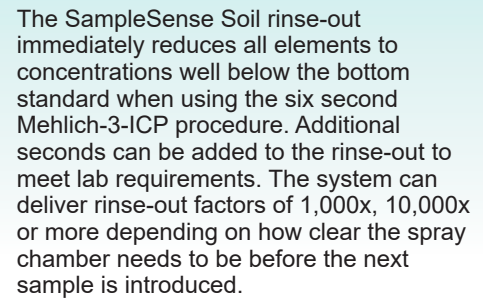 The SampleSense Soil rinse-out
immediately reduces all elements to
concentrations well below the bottom
standard when using the six second
Mehlich-3-ICP procedure. Additional
seconds can be added to the rinse-out to
meet lab requirements. The system can
deliver rinse-out factors of 1,000x, 10,000x
or more depending on how clear the spray
chamber needs to be before the next
sample is introduced.